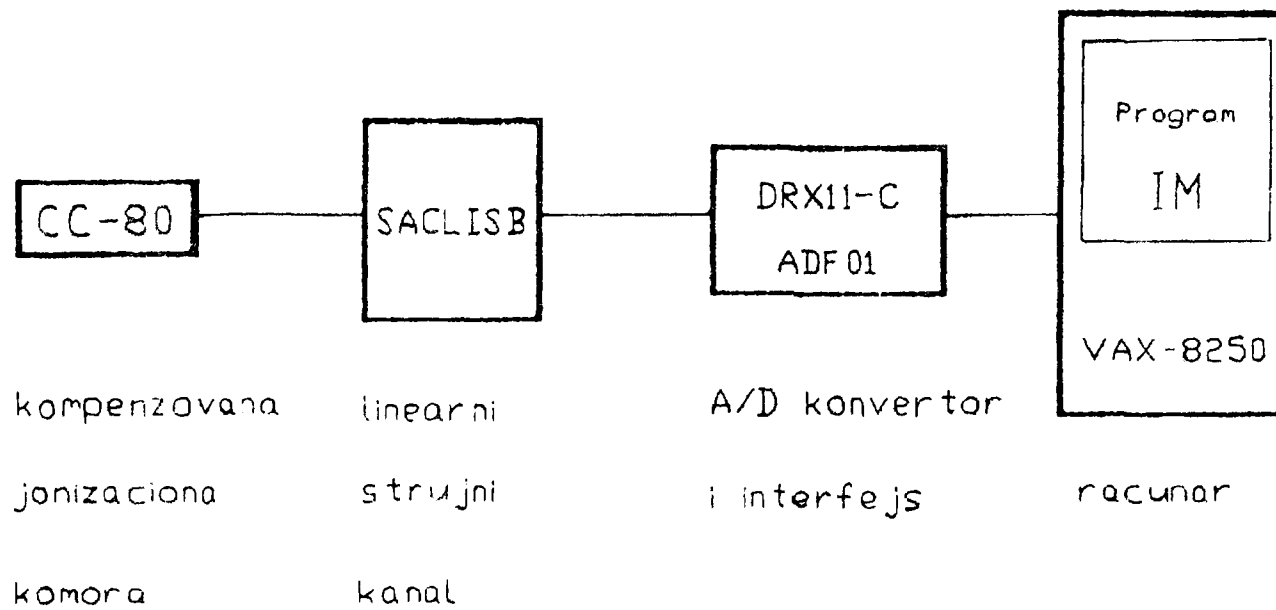 CC-80
SACLISB
DRX11-C
ADF 01
Program
IM
VAX-8250
kompenzovana
jonizaciona
komora
linearni
strujni
kanal
A/D konvertor
i interfejs
racunar